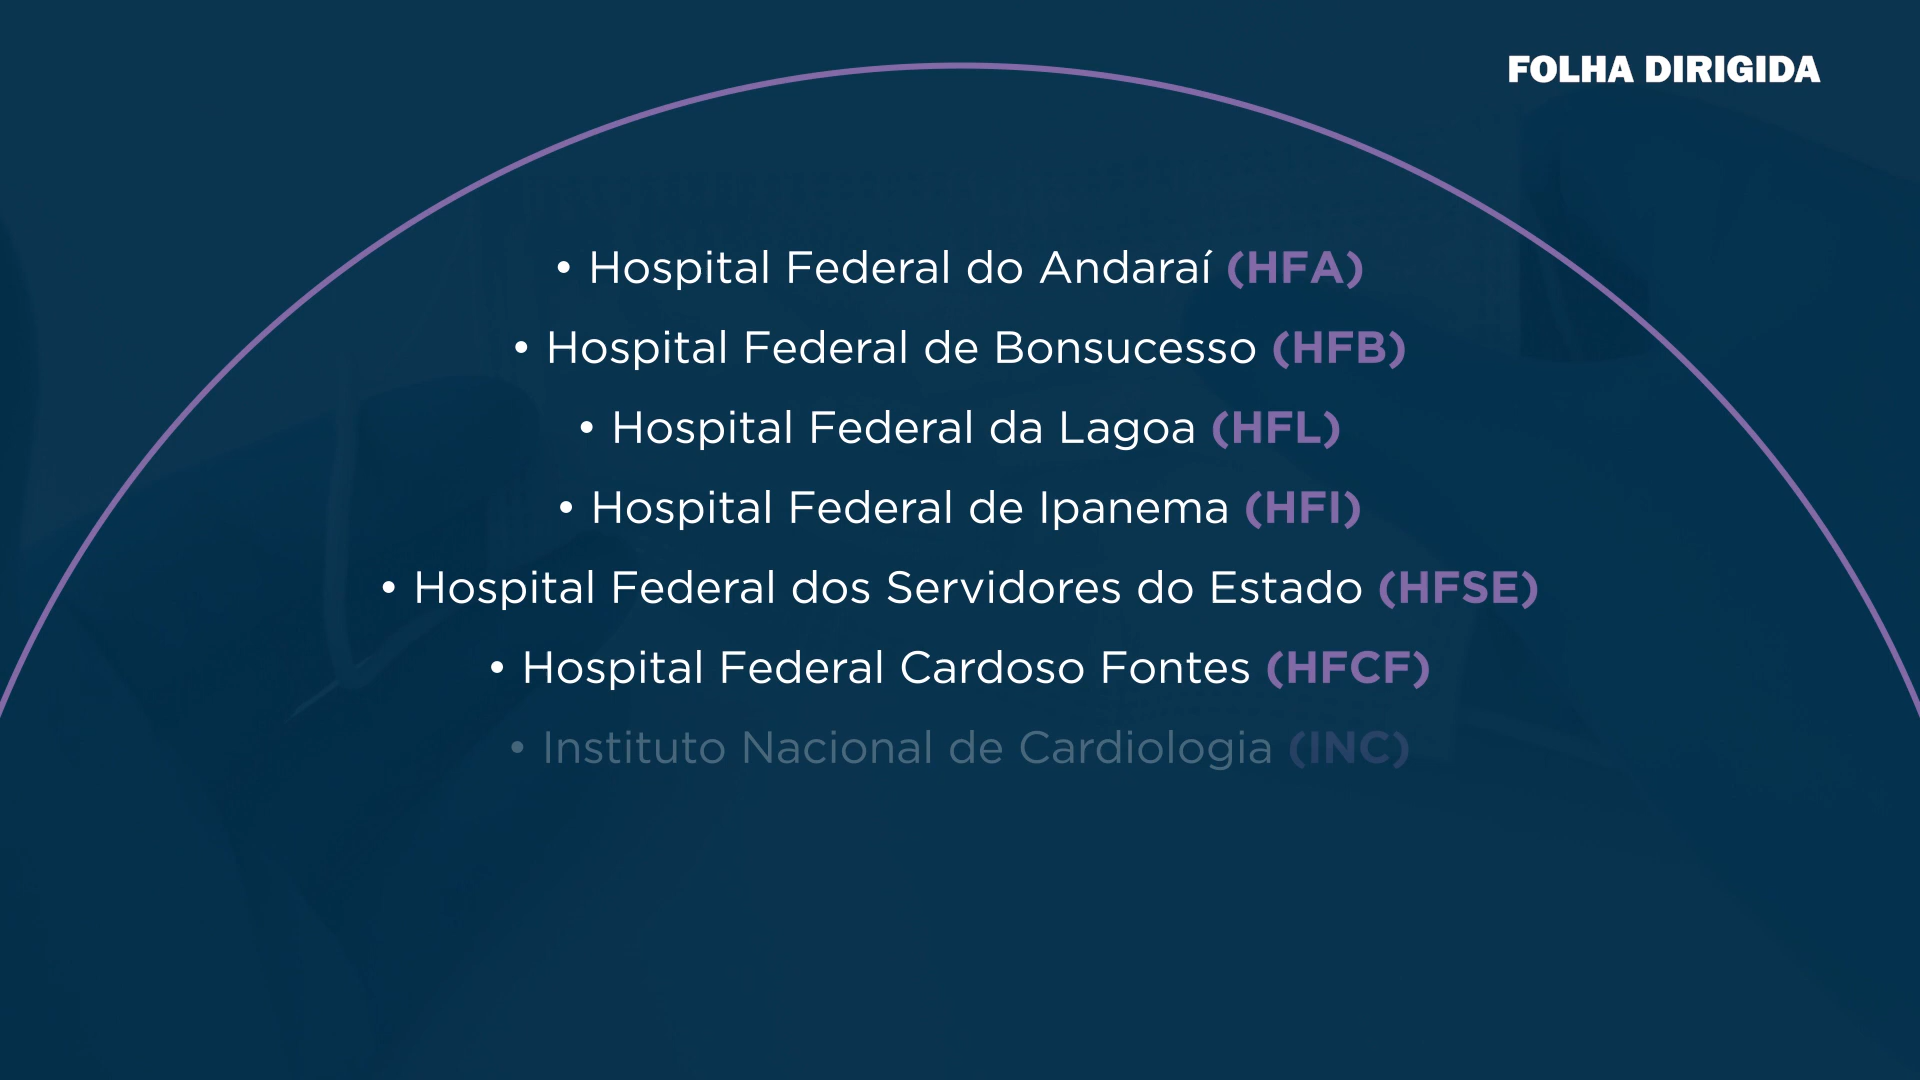 FOLHA DIRIGIDA
• Hospital Federal do Andaraí (HFA)
• Hospital Federal de Bonsucesso (HFB)
• Hospital Federal da Lagoa (HFL)
• Hospital Federal de Ipanema (HFI)
• Hospital Federal dos Servidores do Estado (HFSE)
• Hospital Federal Cardoso Fontes (HFCF)
• Instituto Nacional de Cardiologia (INC)